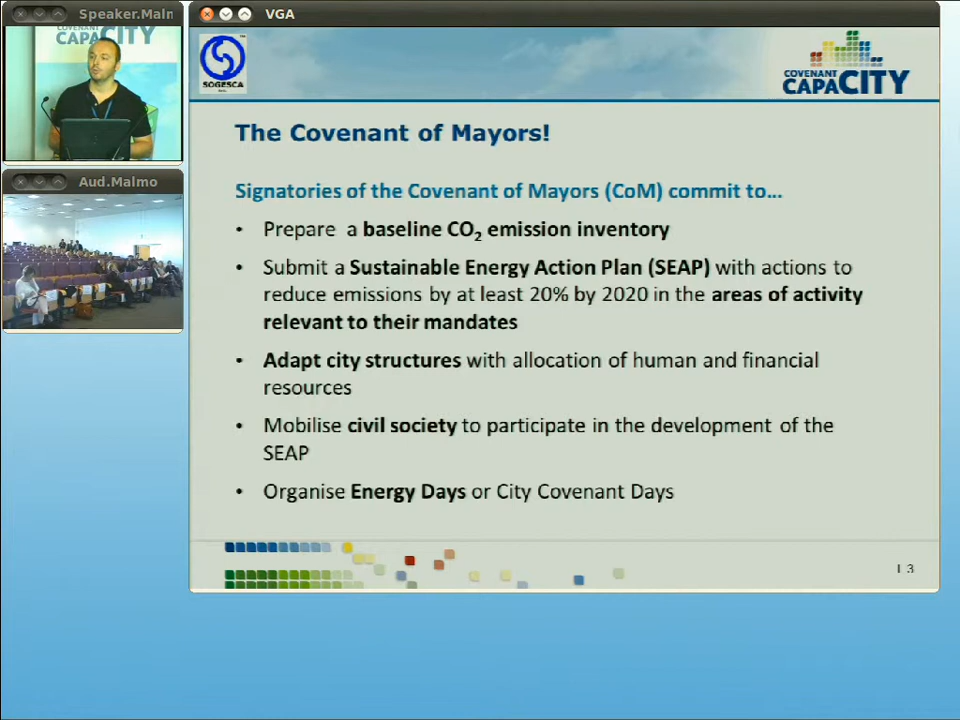 Speaker.Malm
VGA
COVENANT
CAPACITY
SOGESCA
COVENANT
CAPACITY
The Covenant of Mayors!
Aud.Malmo
Signatories of the Covenant of Mayors (CoM) commit to...
• Prepare a baseline CO₂ emission inventory
• Submit a Sustainable Energy Action Plan (SEAP) with actions to
reduce emissions by at least 20% by 2020 in the areas of activity
relevant to their mandates
• Adapt city structures with allocation of human and financial
resources
• Mobilise civil society to participate in the development of the
SEAP
• Organise Energy Days or City Covenant Days